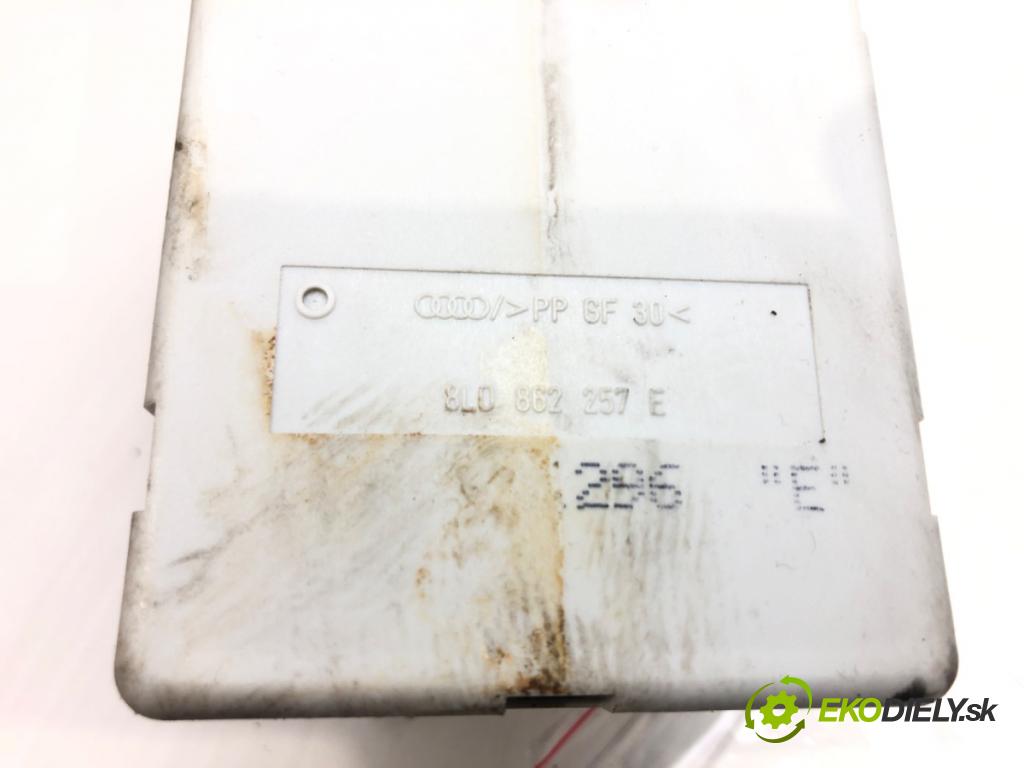 />PP GF 30<
8L0 862 257 E
296 "E"
EKODIELY.sk